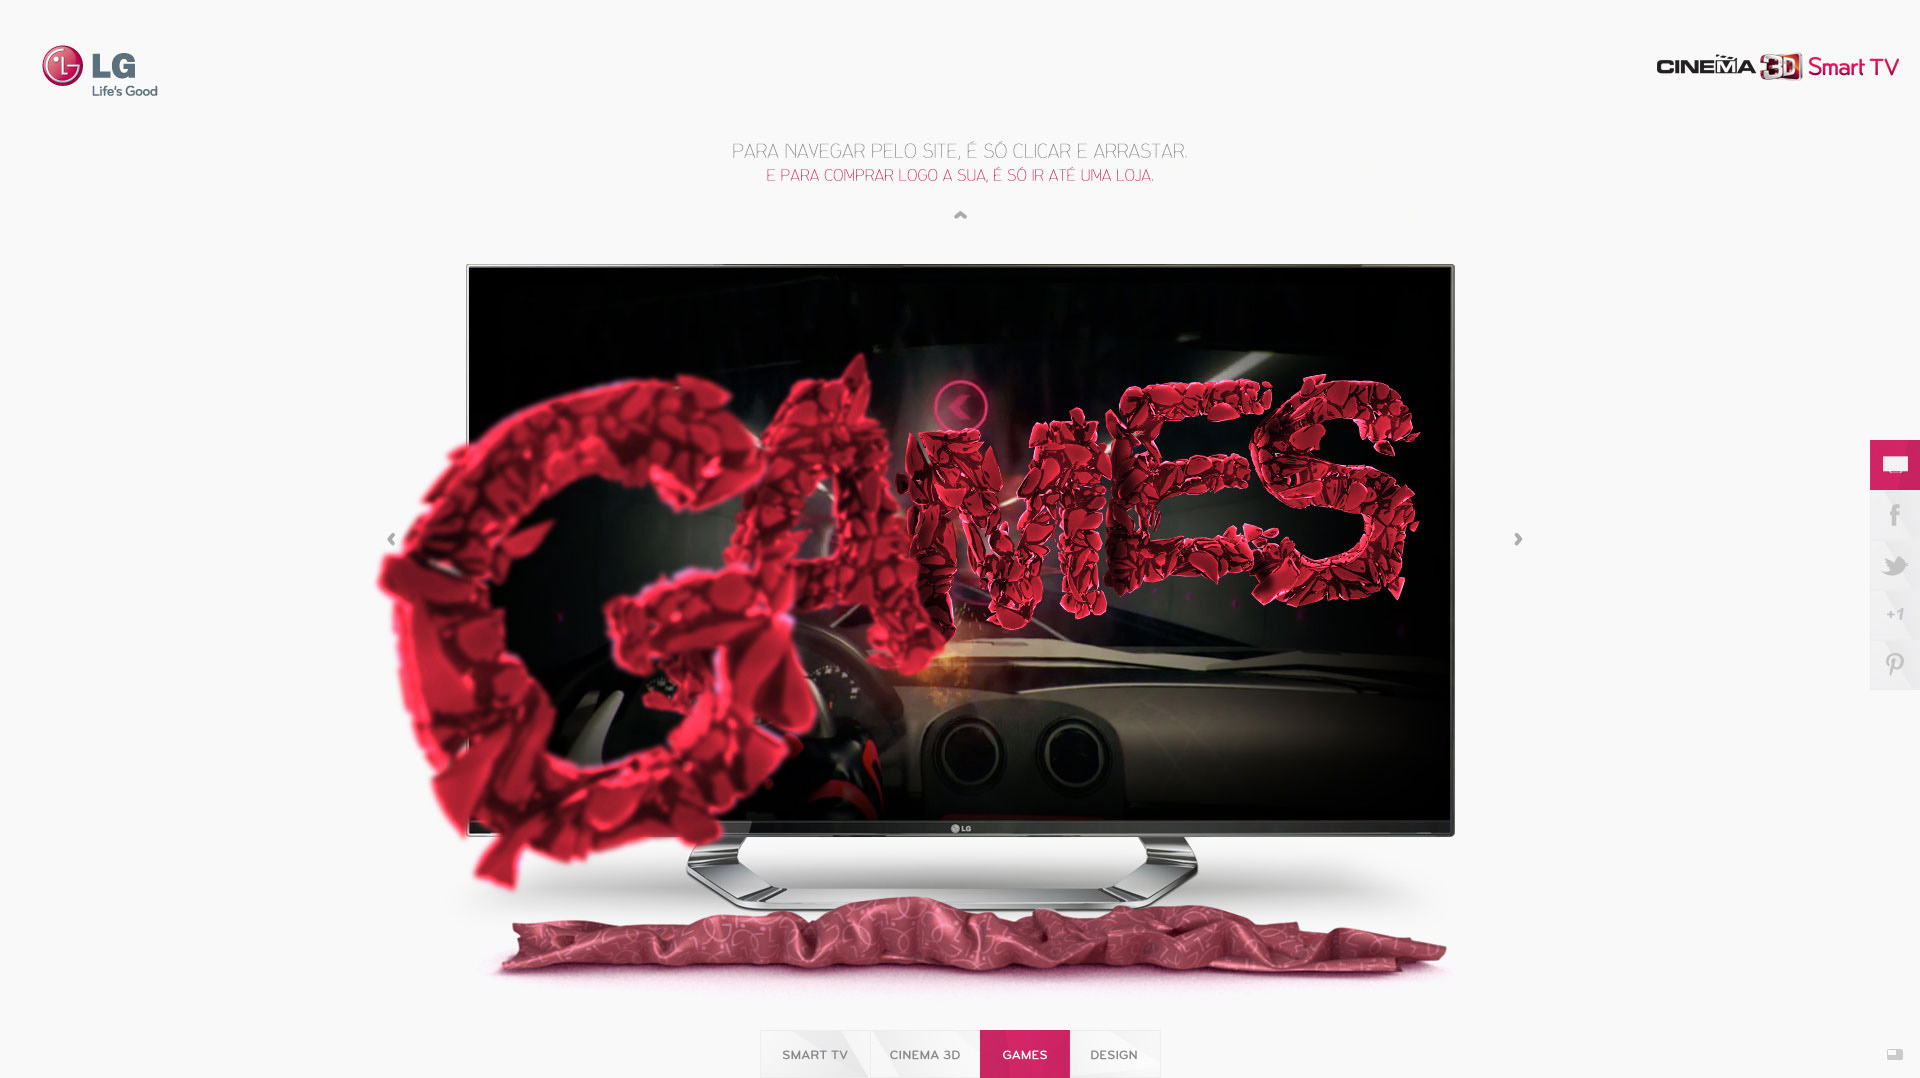 LG
Life's Good
CINEMA 3D Smart TV
PARA NAVEGAR PELO SITE, É SÓ CLICAR E ARRASTAR.
E PARA COMPRAR LOGO A SUA, É SÓ IR ATÉ UMA LOJA.
GAMES
LG
+1
SMART TV
CINEMA 3D
GAMES
DESIGN